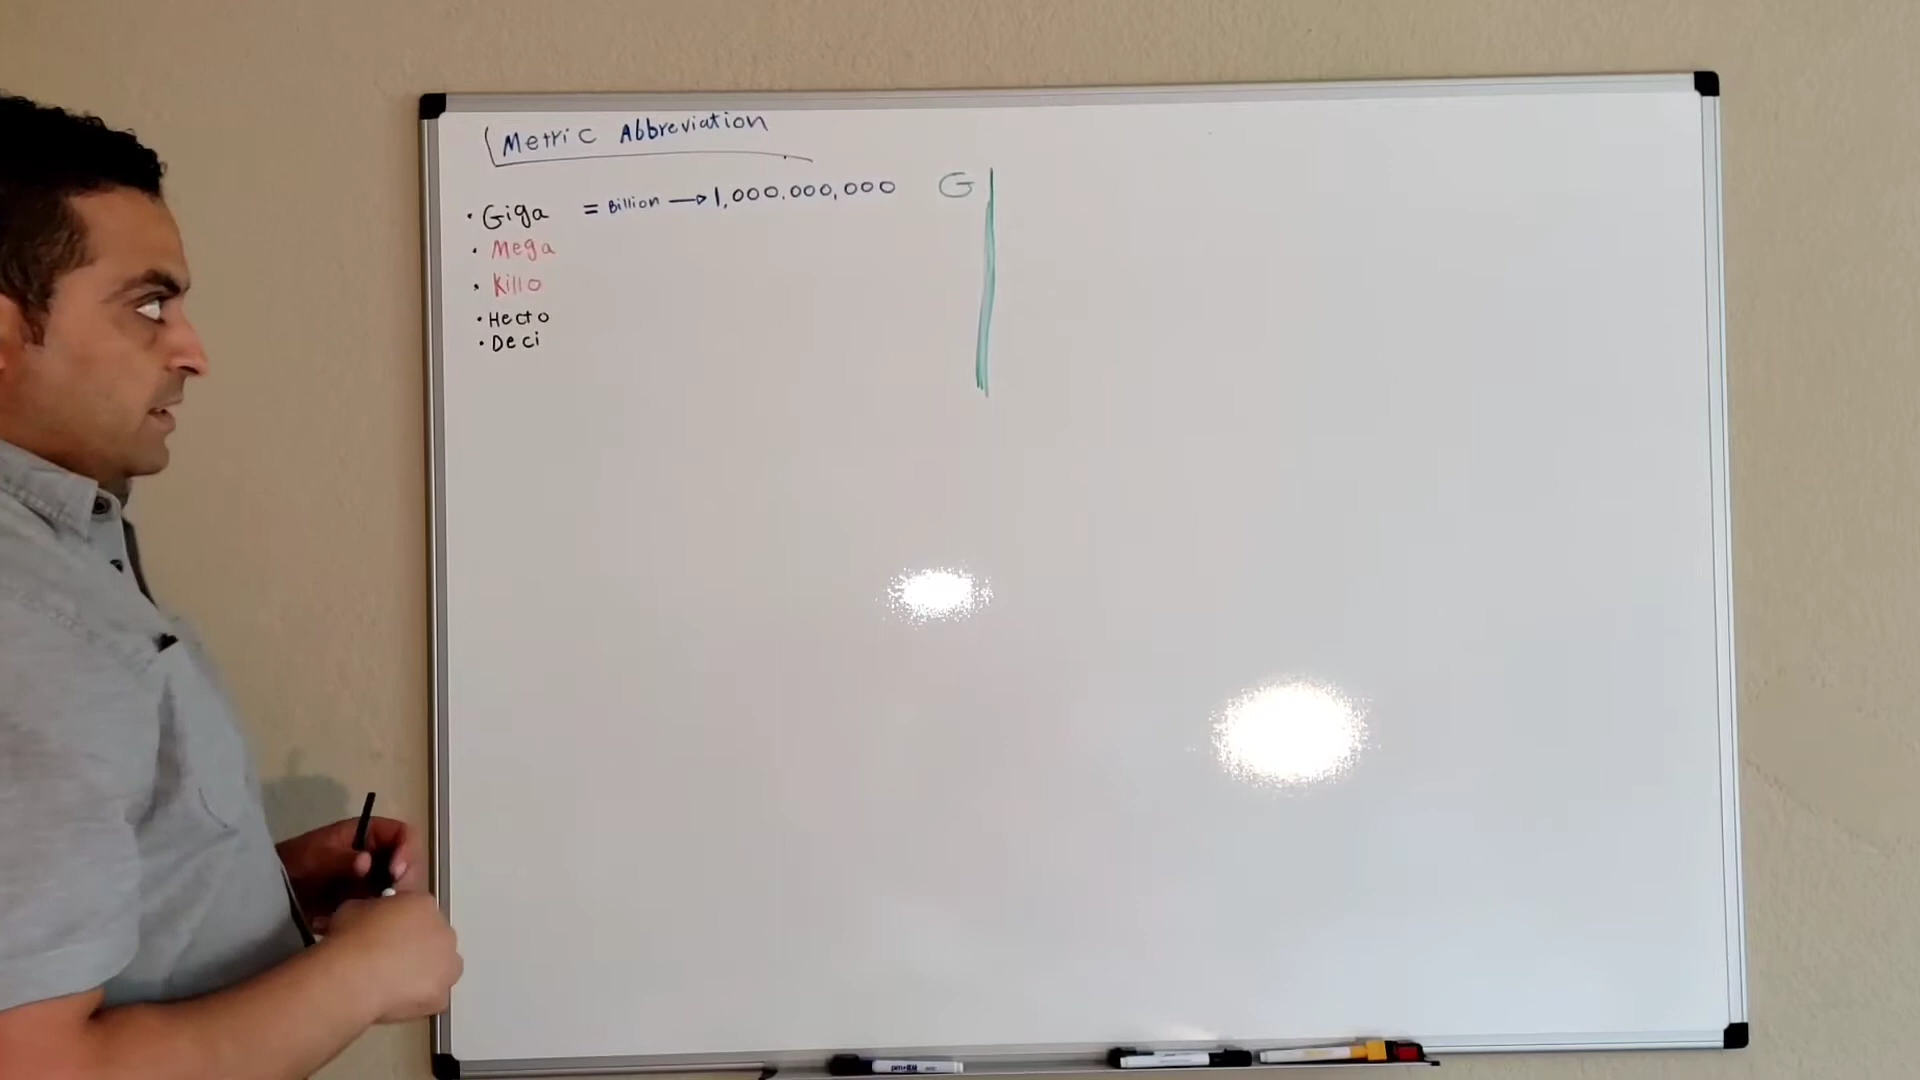 Metric Abbreviation
• Giga = Billion → 1,000.000,000 G
• Mega
• Killo
• Hecto
• Deci